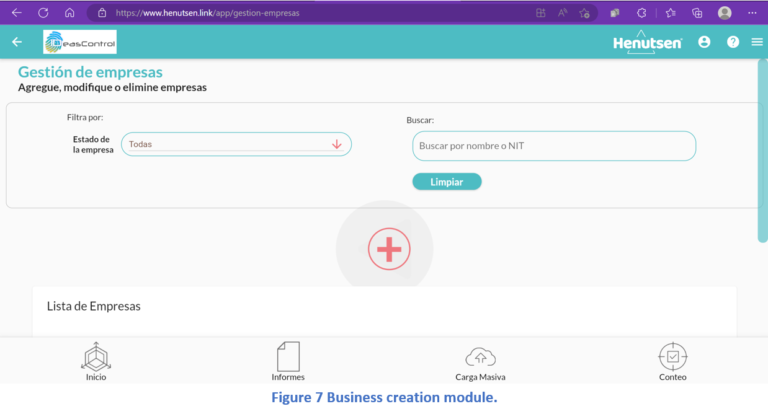 https://www.henutsen.link/app/gestion-empresas
BeasControl
Henutsen
Gestión de empresas
Agregue, modifique o elimine empresas
Filtra por:
Buscar:
Estado de
la empresa
Todas
Buscar por nombre o NIT
Limpiar
Lista de Empresas
Inicio
Informes
Carga Masiva
Conteo
Figure 7 Business creation module.